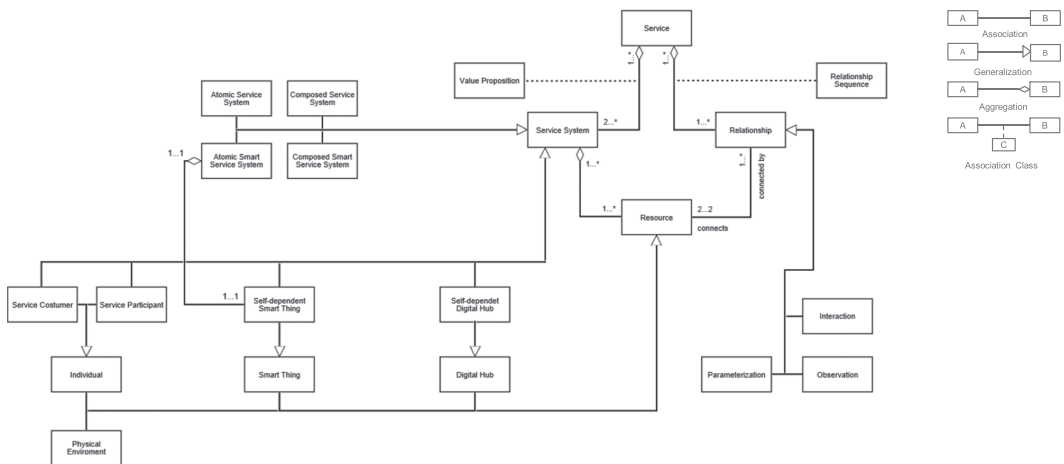 Service
1...*
1...*
Value Proposition
Relationship
Sequence
Atomic Service
System
Composed Service
System
2...*
Service System
1...*
Relationship
1...1
Atomic Smart
Service System
Composed Smart
Service System
1...*
1...*
connected by
1...*
Resource
2...2
connects
Service Costumer
Service Participant
1...1
Self-dependent
Smart Thing
Self-dependet
Digital Hub
Interaction
Individual
Smart Thing
Digital Hub
Parameterization
Observation
Physical
Enviroment
A
B
Association
A
B
Generalization
A
B
Aggregation
A
B
C
Association Class